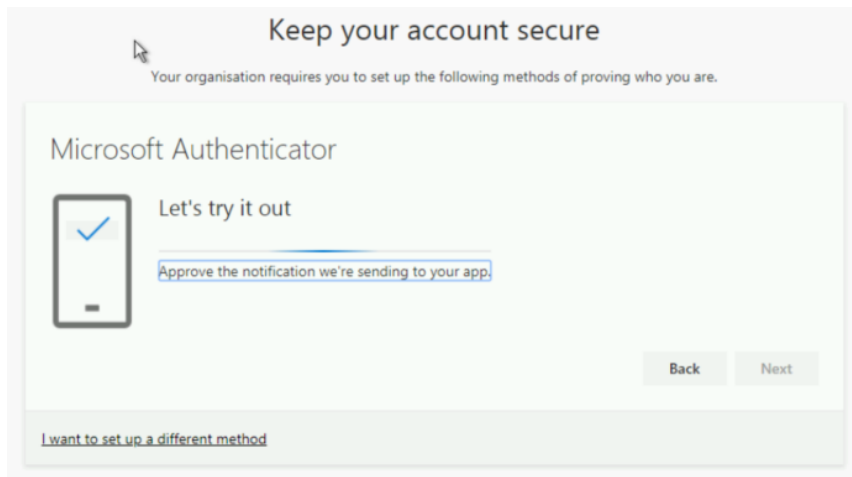 Keep your account secure
Your organisation requires you to set up the following methods of proving who you are.
Microsoft Authenticator
Let's try it out
Approve the notification we're sending to your app.
Back Next
I want to set up a different method